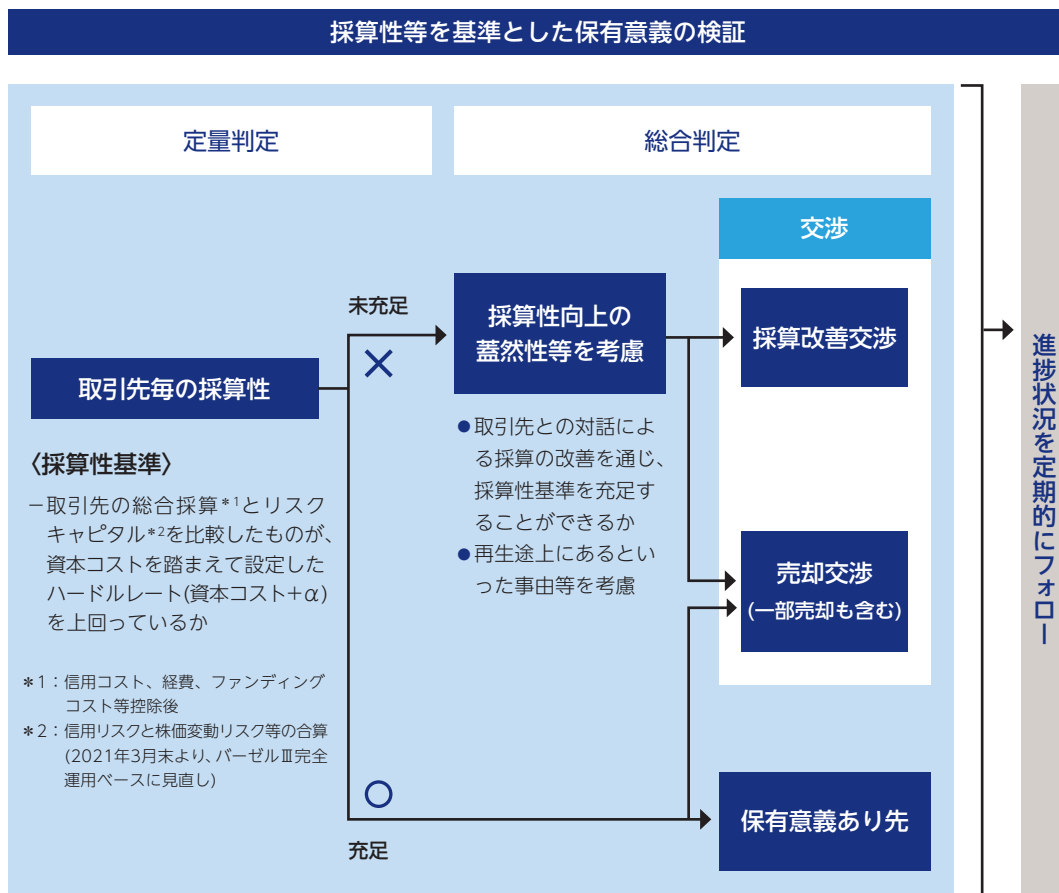 採算性等を基準とした保有意義の検証
定量判定
総合判定
交渉
未充足
×
取引先毎の採算性
採算性向上の
蓋然性等を考慮
採算改善交渉
〈採算性基準〉
−取引先の総合採算*1とリスク
キャピタル*2を比較したものが、
資本コストを踏まえて設定した
ハードルレート(資本コスト+α)
を上回っているか
●取引先との対話によ
る採算の改善を通じ、
採算性基準を充足す
ることができるか
●再生途上にあるとい
った事由等を考慮
売却交渉
(一部売却も含む)
*1：信用コスト、経費、ファンディング
コスト等控除後
*2：信用リスクと株価変動リスク等の合算
(2021年3月末より、バーゼルⅢ完全
運用ベースに見直し)
○
充足
保有意義あり先
進捗状況を定期的にフォロー